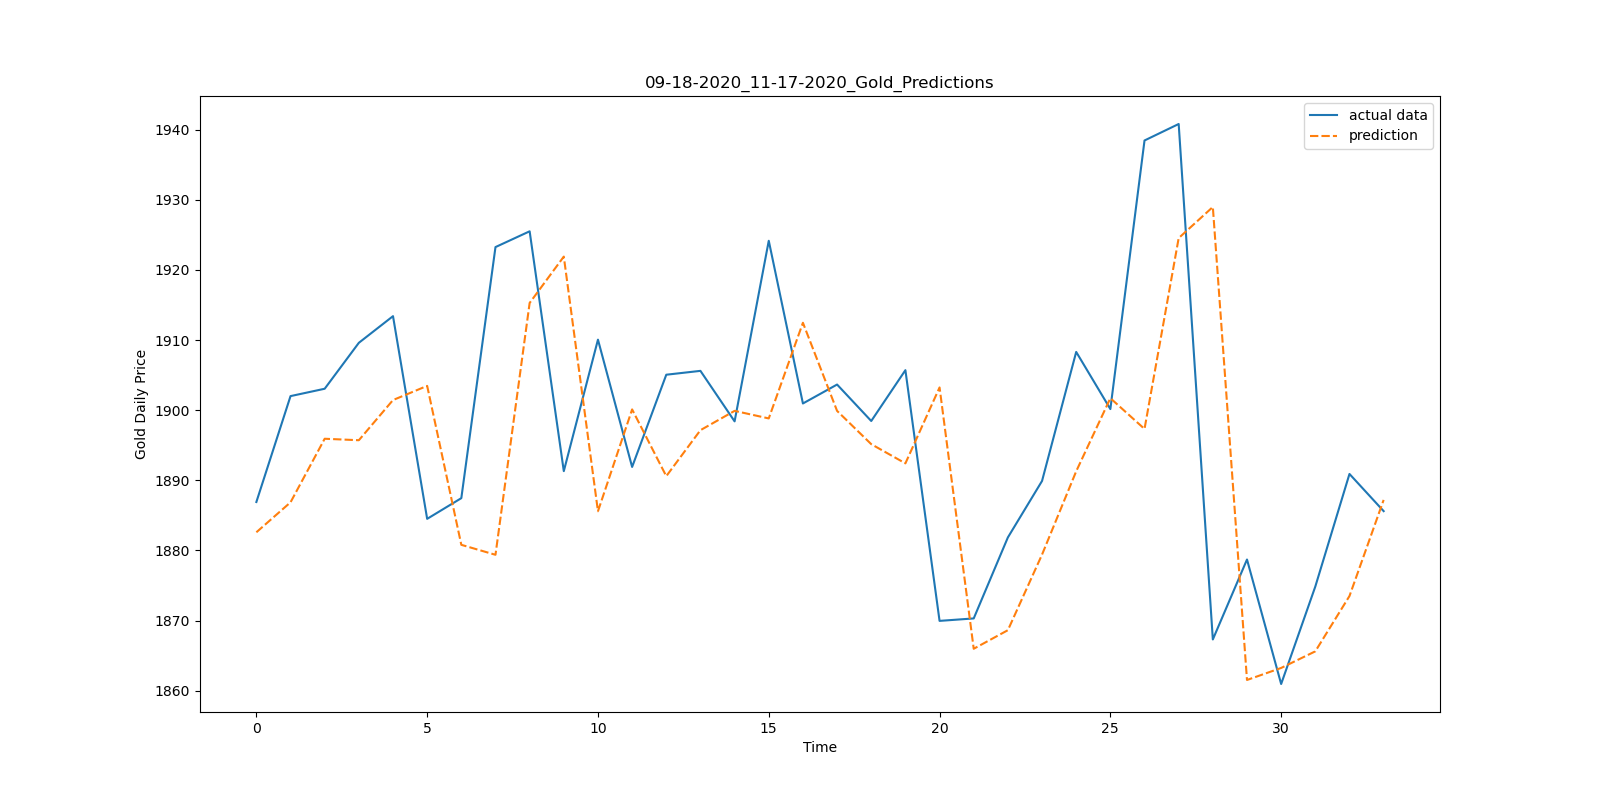 09-18-2020_11-17-2020_Gold_Predictions
actual data
prediction
1940
1930
1920
1910
1900
1890
1880
1870
1860
Gold Daily Price
0 5 10 15 20 25 30
Time